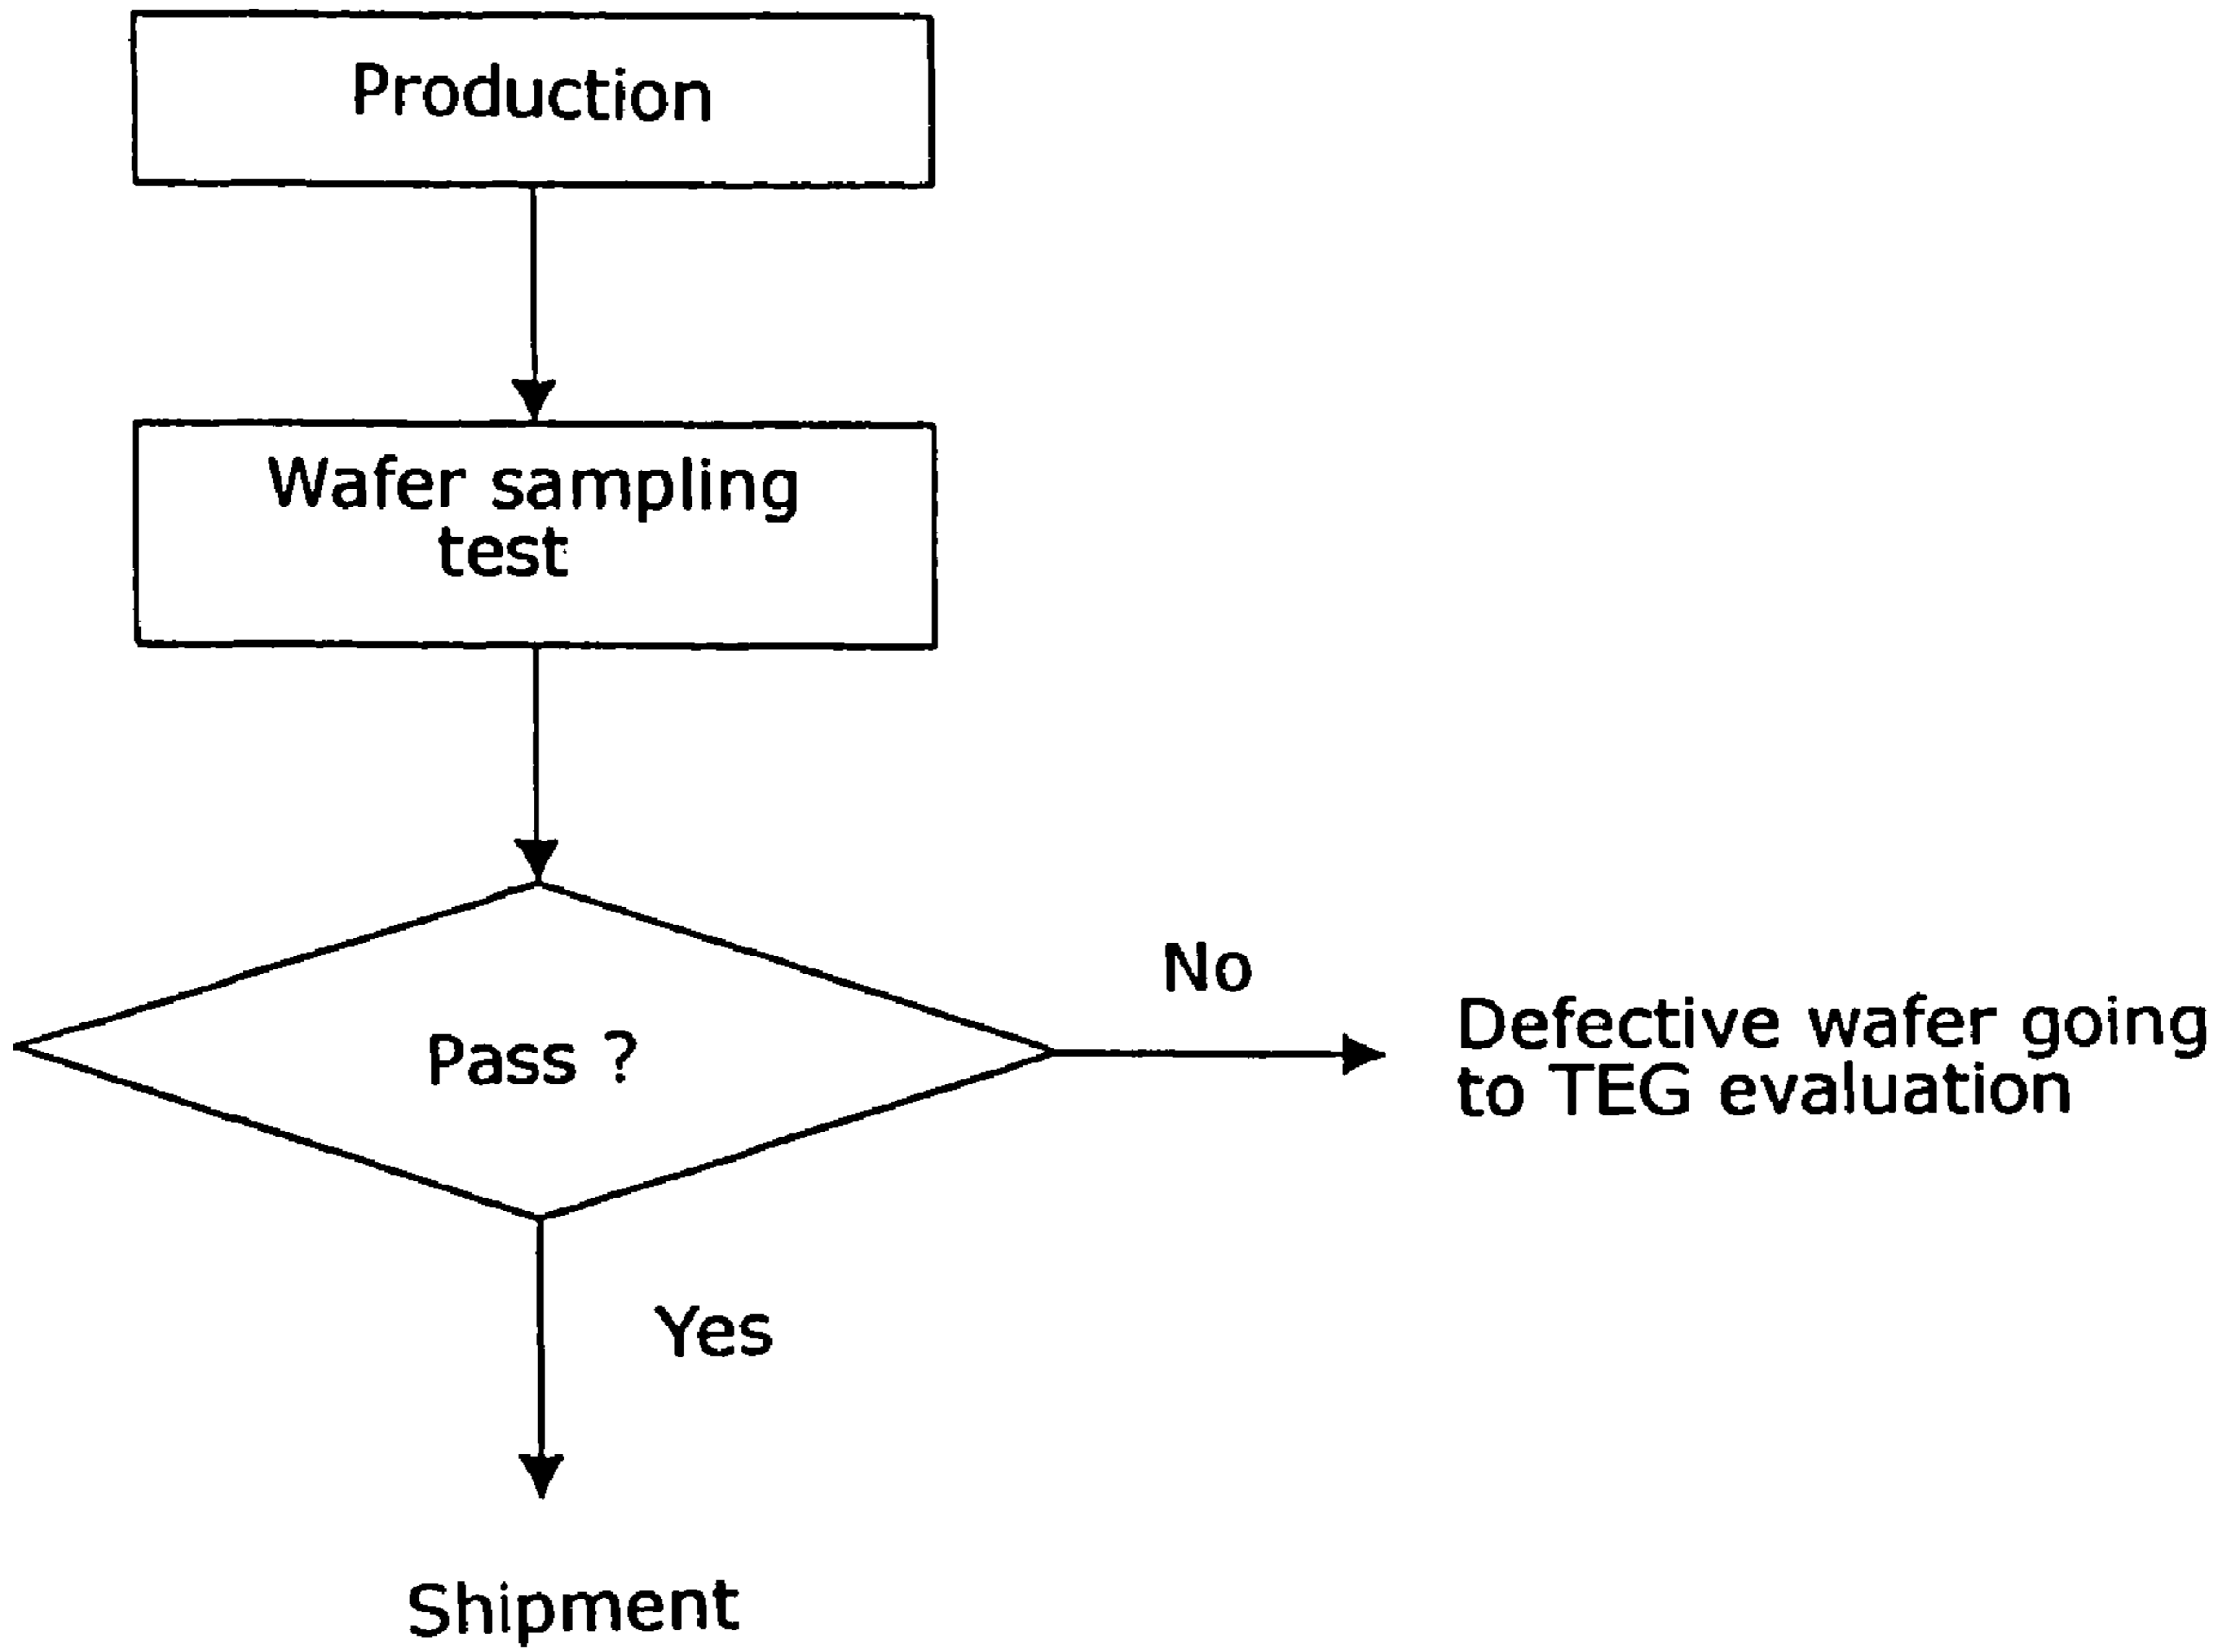 Production
Wafer sampling
test
Pass ?
No
Defective wafer going
to TEG evaluation
Yes
Shipment